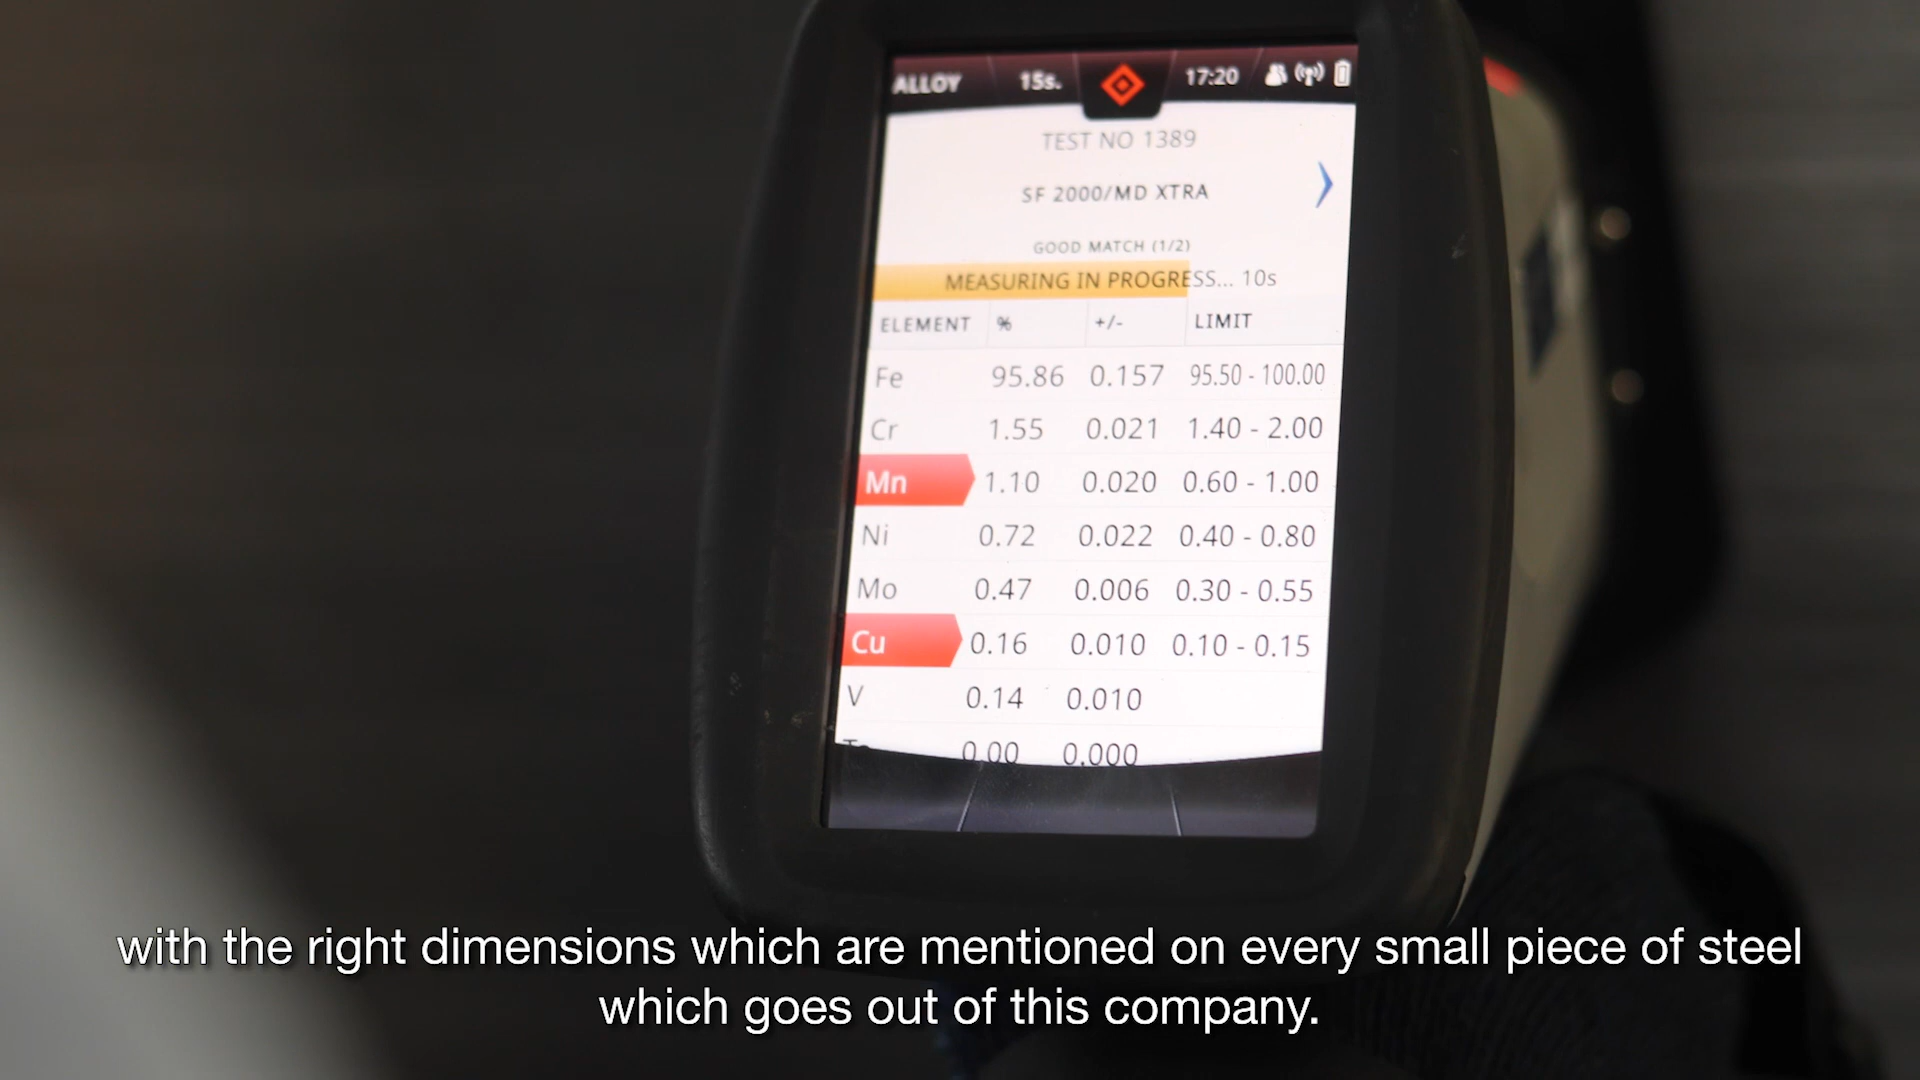 ALLOY 15s. 17:20
TEST NO 1389
SF 2000/MD XTRA
GOOD MATCH (1/2)
MEASURING IN PROGRESS... 10s
ELEMENT % +/- LIMIT
Fe 95.86 0.157 95.50 - 100.00
Cr 1.55 0.021 1.40 - 2.00
Mn 1.10 0.020 0.60 - 1.00
Ni 0.72 0.022 0.40 - 0.80
Mo 0.47 0.006 0.30 - 0.55
Cu 0.16 0.010 0.10 - 0.15
V 0.14 0.010
0.00 0.000
with the right dimensions which are mentioned on every small piece of steel
which goes out of this company.